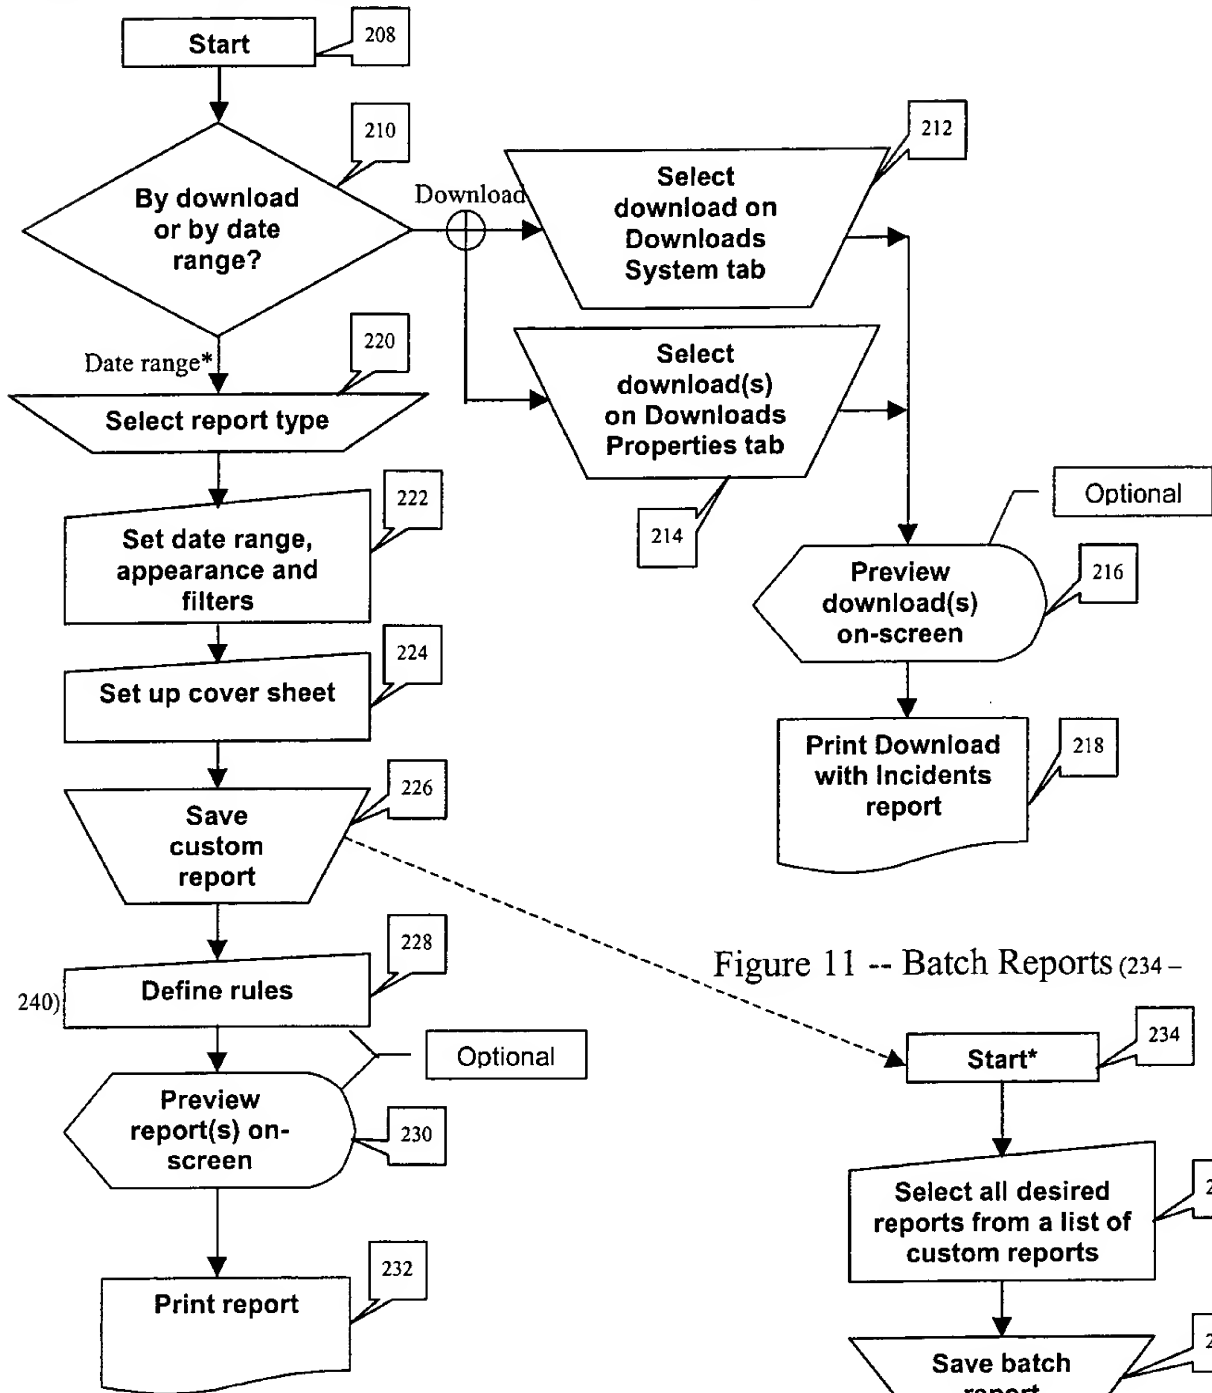 Start
208
210
By download
or by date
range?
Download
212
Select
download on
Downloads
System tab
Date range*
220
Select report type
Select
download(s)
on Downloads
Properties tab
214
222
Set date range,
appearance and
filters
Optional
Preview
download(s)
on-screen
216
224
Set up cover sheet
Print Download
with Incidents
report
218
226
Save
custom
report
228
Define rules
240)
Figure 11 -- Batch Reports (234 –
Optional
Preview
report(s) on-
screen
230
Start*
234
Select all desired
reports from a list of
custom reports
232
Print report
Save batch
report